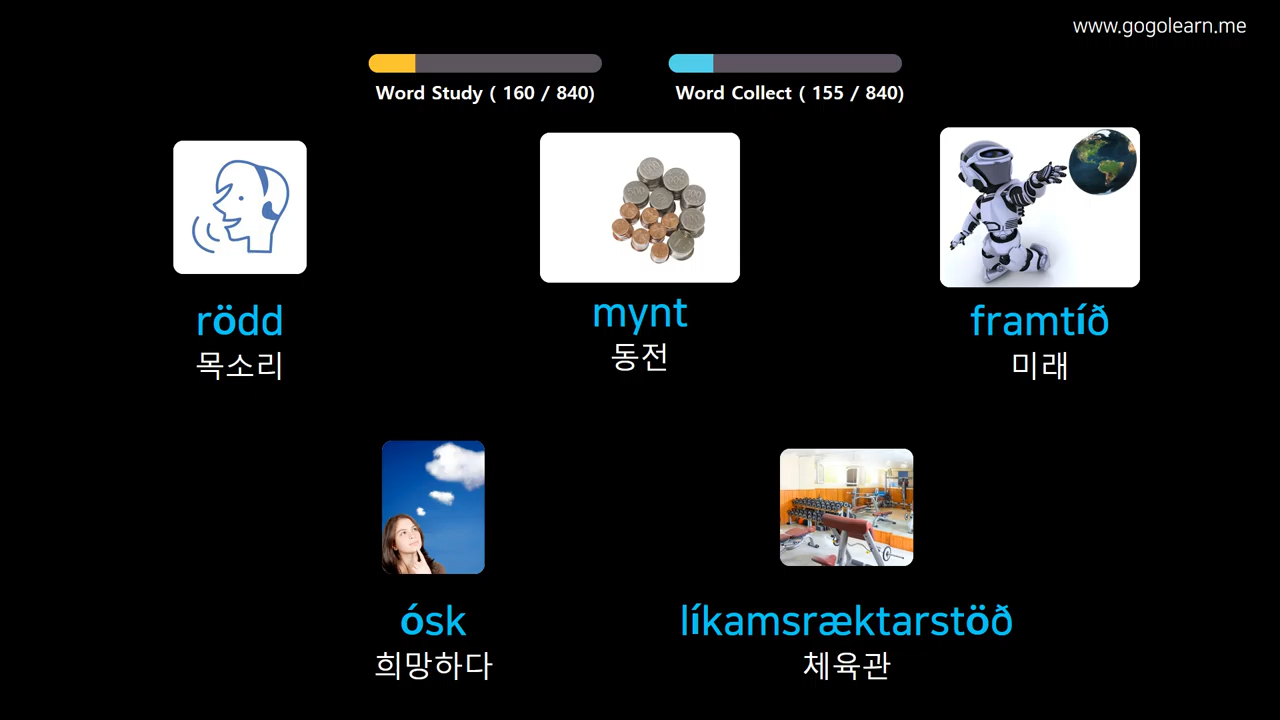 www.gogolearn.me
Word Study ( 160 / 840)
Word Collect ( 155 / 840)
rödd
목소리
mynt
동전
framtíð
미래
ósk
희망하다
líkamsræktarstöð
체육관